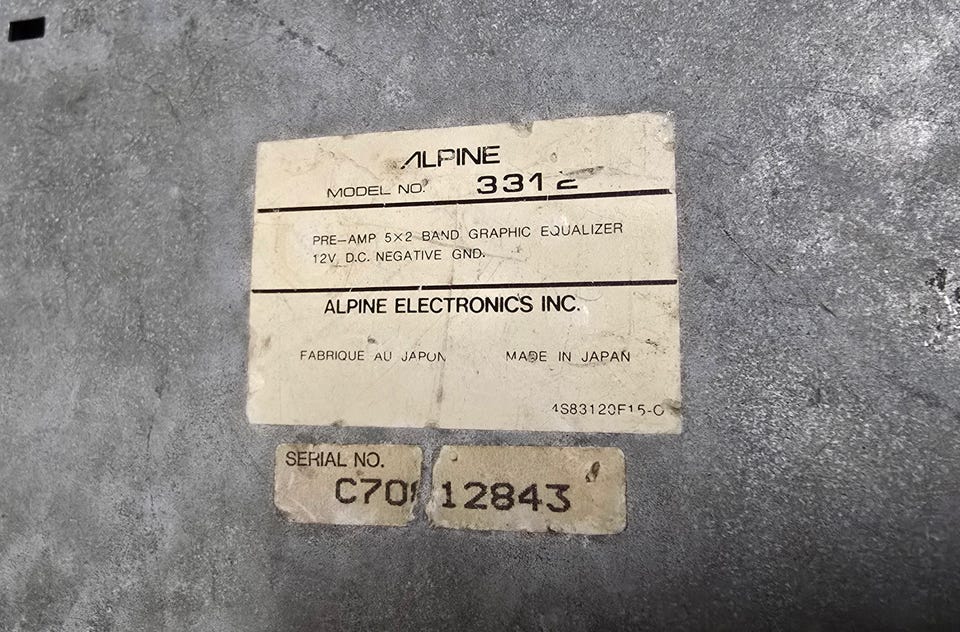 ALPINE
MODEL NO. 3312
PRE-AMP 5×2 BAND GRAPHIC EQUALIZER
12V. D.C. NEGATIVE GND.
ALPINE ELECTRONICS INC.
FABRIQUE AU JAPON MADE IN JAPAN
SERIAL NO.
12843